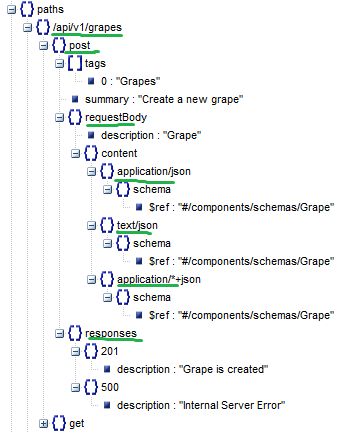 paths
/api/v1/grapes
post
tags
0 : "Grapes"
summary : "Create a new grape"
requestBody
description : "Grape"
content
application/json
schema
$ref : "#/components/schemas/Grape"
text/json
schema
$ref : "#/components/schemas/Grape"
application/*+json
schema
$ref : "#/components/schemas/Grape"
responses
201
description : "Grape is created"
500
description : "Internal Server Error"
get